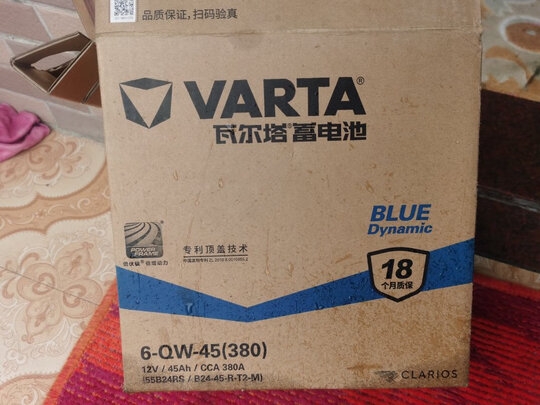 品质保证,扫码验真
VARTA®
瓦尔塔®蓄电池
BLUE
Dynamic
POWER
FRAME
专利顶盖技术
18
个月质保
6-QW-45(380)
12V / 45Ah / CCA 380A
(55B24RS / B24-45-R-T2-M)
CLARIOS